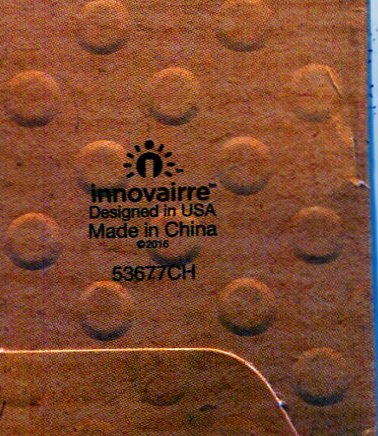 innovairre™
Designed in USA
Made in China
©2016
53677CH